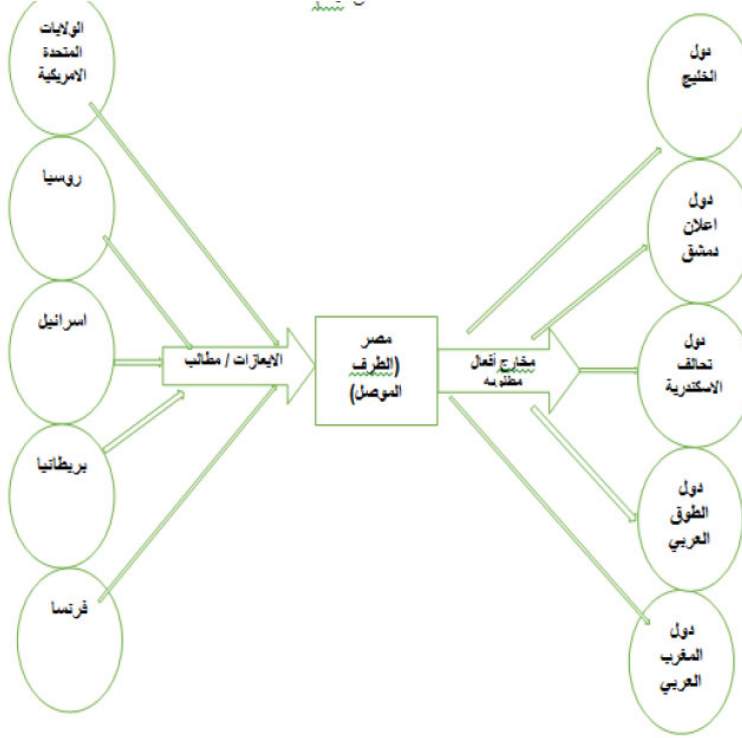 الولايات
المتحدة
الامريكية
روسيا
اسرائيل
بريطانيا
فرنسا
الايعازات / مطالب
مصر
(الطرف
الموصل)
مخارج أفعال
مطلوبه
دول
الخليج
دول
اعلان
دمشق
دول
تحالف
الاسكندرية
دول
الطوق
العربي
دول
المغرب
العربي